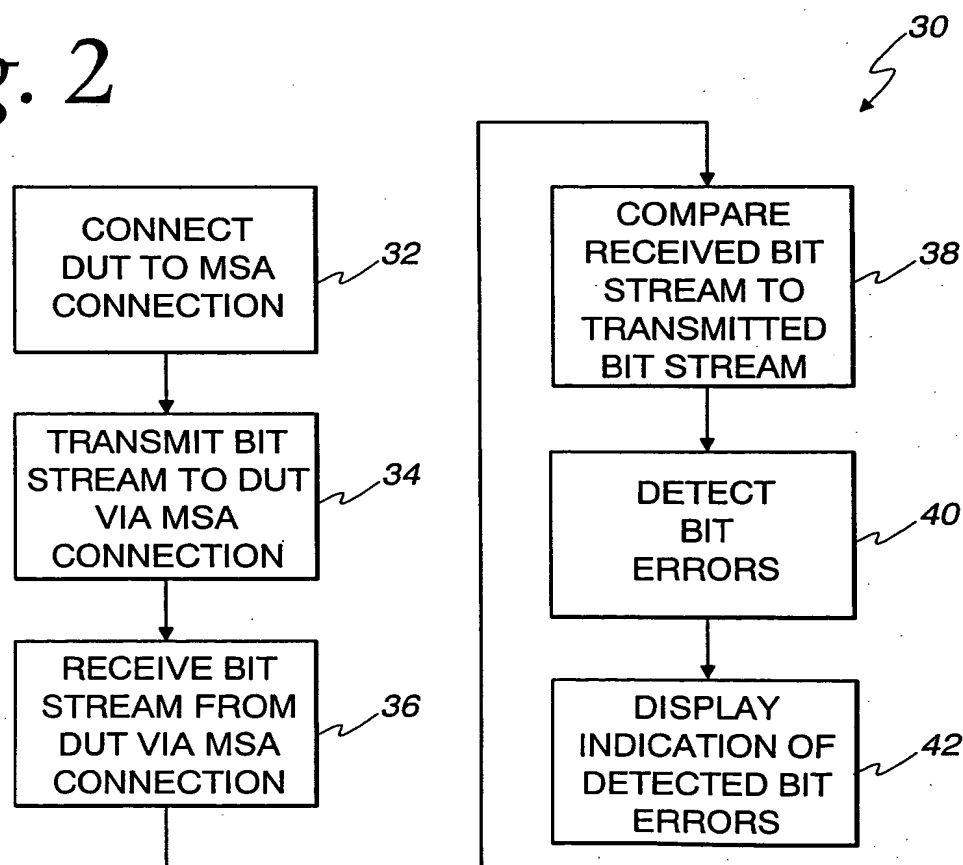 g. 2
30
CONNECT
DUT TO MSA
CONNECTION
32
TRANSMIT BIT
STREAM TO DUT
VIA MSA
CONNECTION
34
RECEIVE BIT
STREAM FROM
DUT VIA MSA
CONNECTION
36
COMPARE
RECEIVED BIT
STREAM TO
TRANSMITTED
BIT STREAM
38
DETECT
BIT
ERRORS
40
DISPLAY
INDICATION OF
DETECTED BIT
ERRORS
42